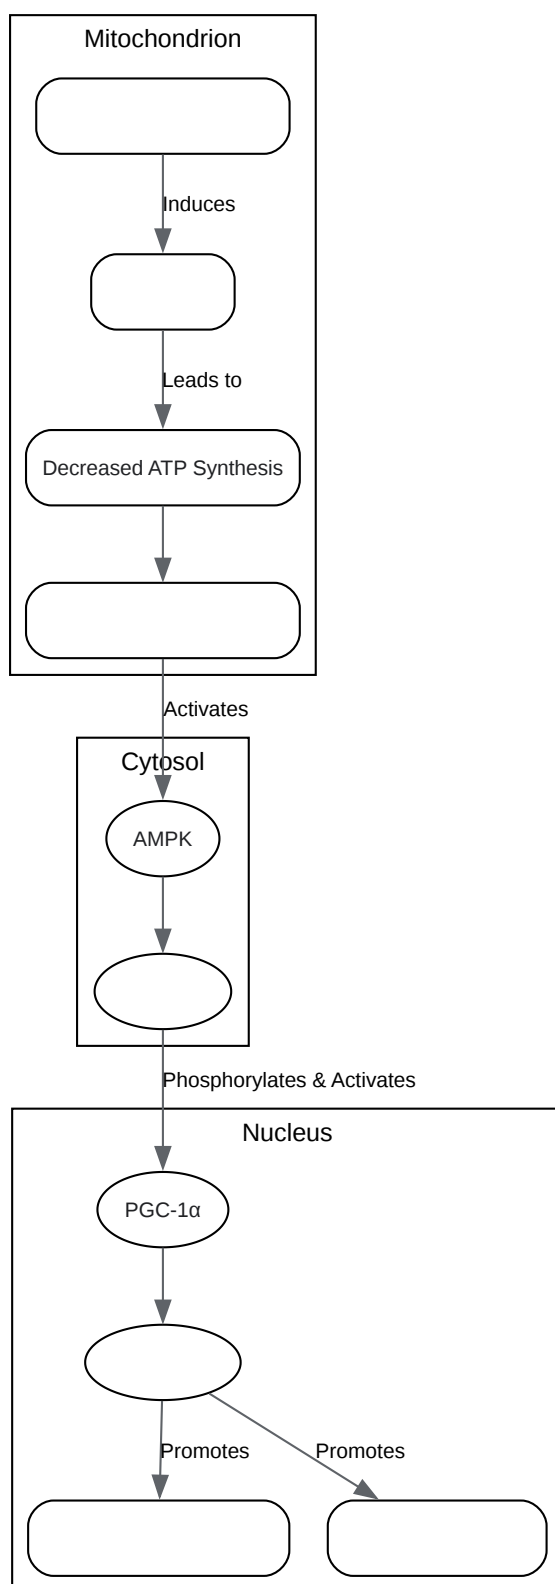 Mitochondrion
Induces
Leads to
Decreased ATP Synthesis
Activates
Cytosol
AMPK
Phosphorylates & Activates
Nucleus
PGC-1α
Promotes
Promotes